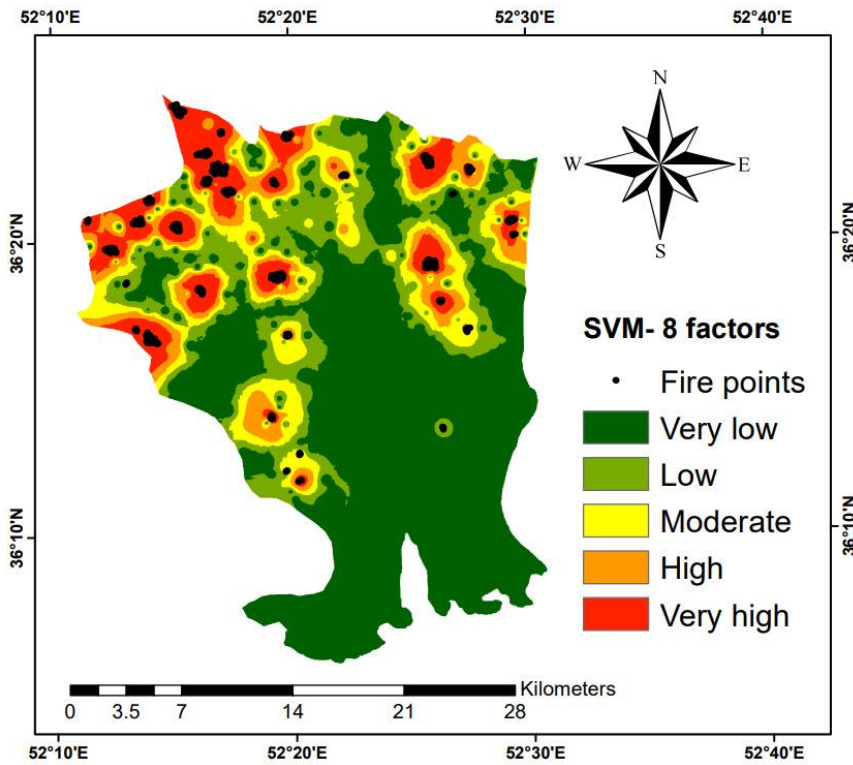 52°10'E 52°20'E 52°30'E 52°40'E
N
W E
S
36°20'N 36°20'N
SVM- 8 factors
Fire points
Very low
Low
Moderate
High
Very high
36°10'N 36°10'N
Kilometers
0 3.5 7 14 21 28
52°10'E 52°20'E 52°30'E 52°40'E